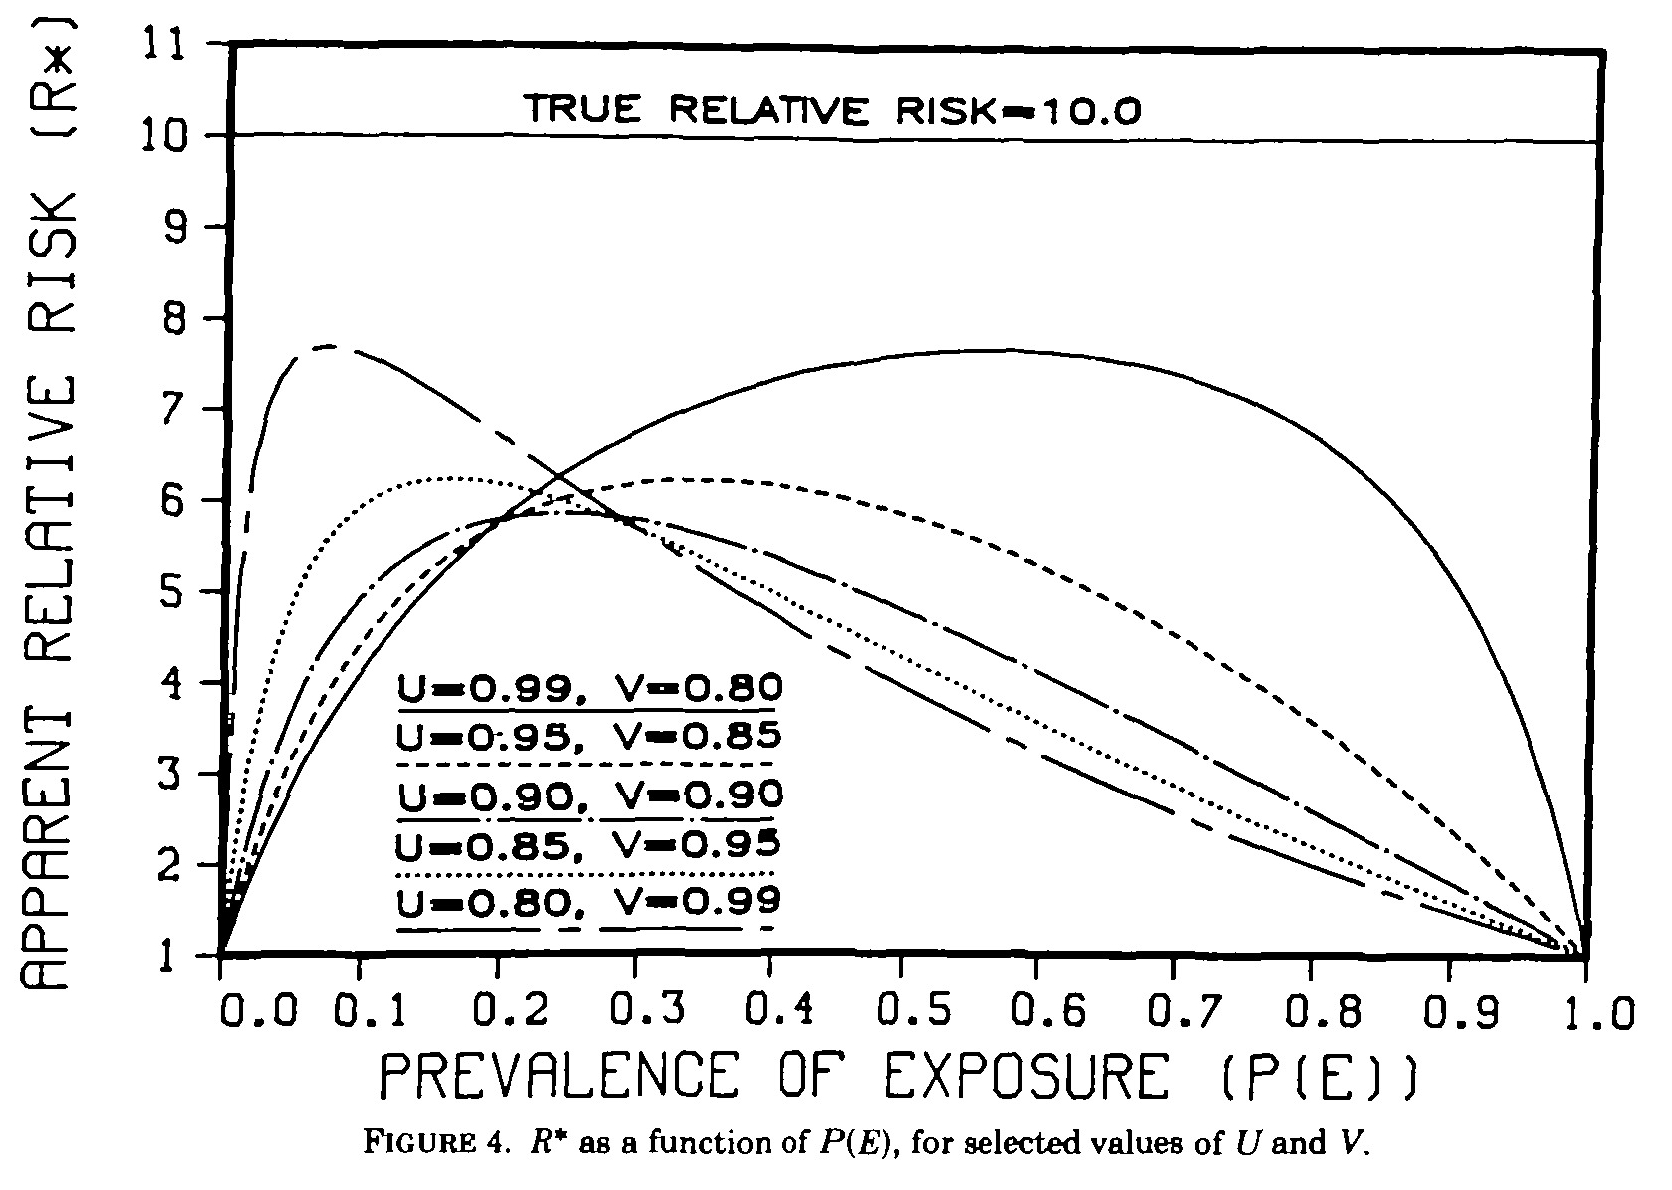 APPARENT RELATIVE RISK (R*)
11
10
9
8
7
6
5
4
3
2
1
TRUE RELATIVE RISK=10.0
U=0.99, V=0.80
U=0.95, V=0.85
U=0.90, V=0.90
U=0.85, V=0.95
U=0.80, V=0.99
0.0 0.1 0.2 0.3 0.4 0.5 0.6 0.7 0.8 0.9 1.0
PREVALENCE OF EXPOSURE (P(E))
FIGURE 4. R* as a function of P(E), for selected values of U and V.